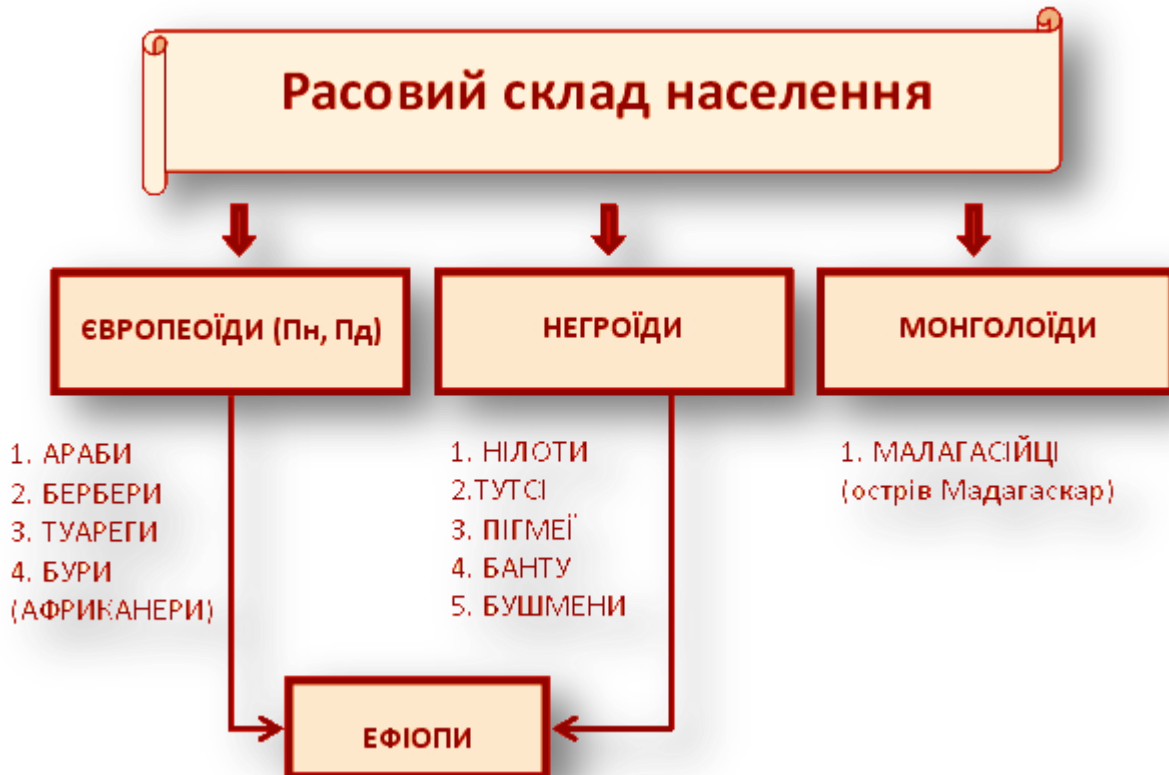 Расовий склад населення
ЄВРОПЕОЇДИ (Пн, Пд)
НЕГРОЇДИ
МОНГОЛОЇДИ
1. АРАБИ
2. БЕРБЕРИ
3. ТУАРЕГИ
4. БУРИ
(АФРИКАНЕРИ)
1. НІЛОТИ
2.ТУТСІ
3. ПІГМЕЇ
4. БАНТУ
5. БУШМЕНИ
1. МАЛАГАСІЙЦІ
(острів Мадагаскар)
ЕФІОПИ